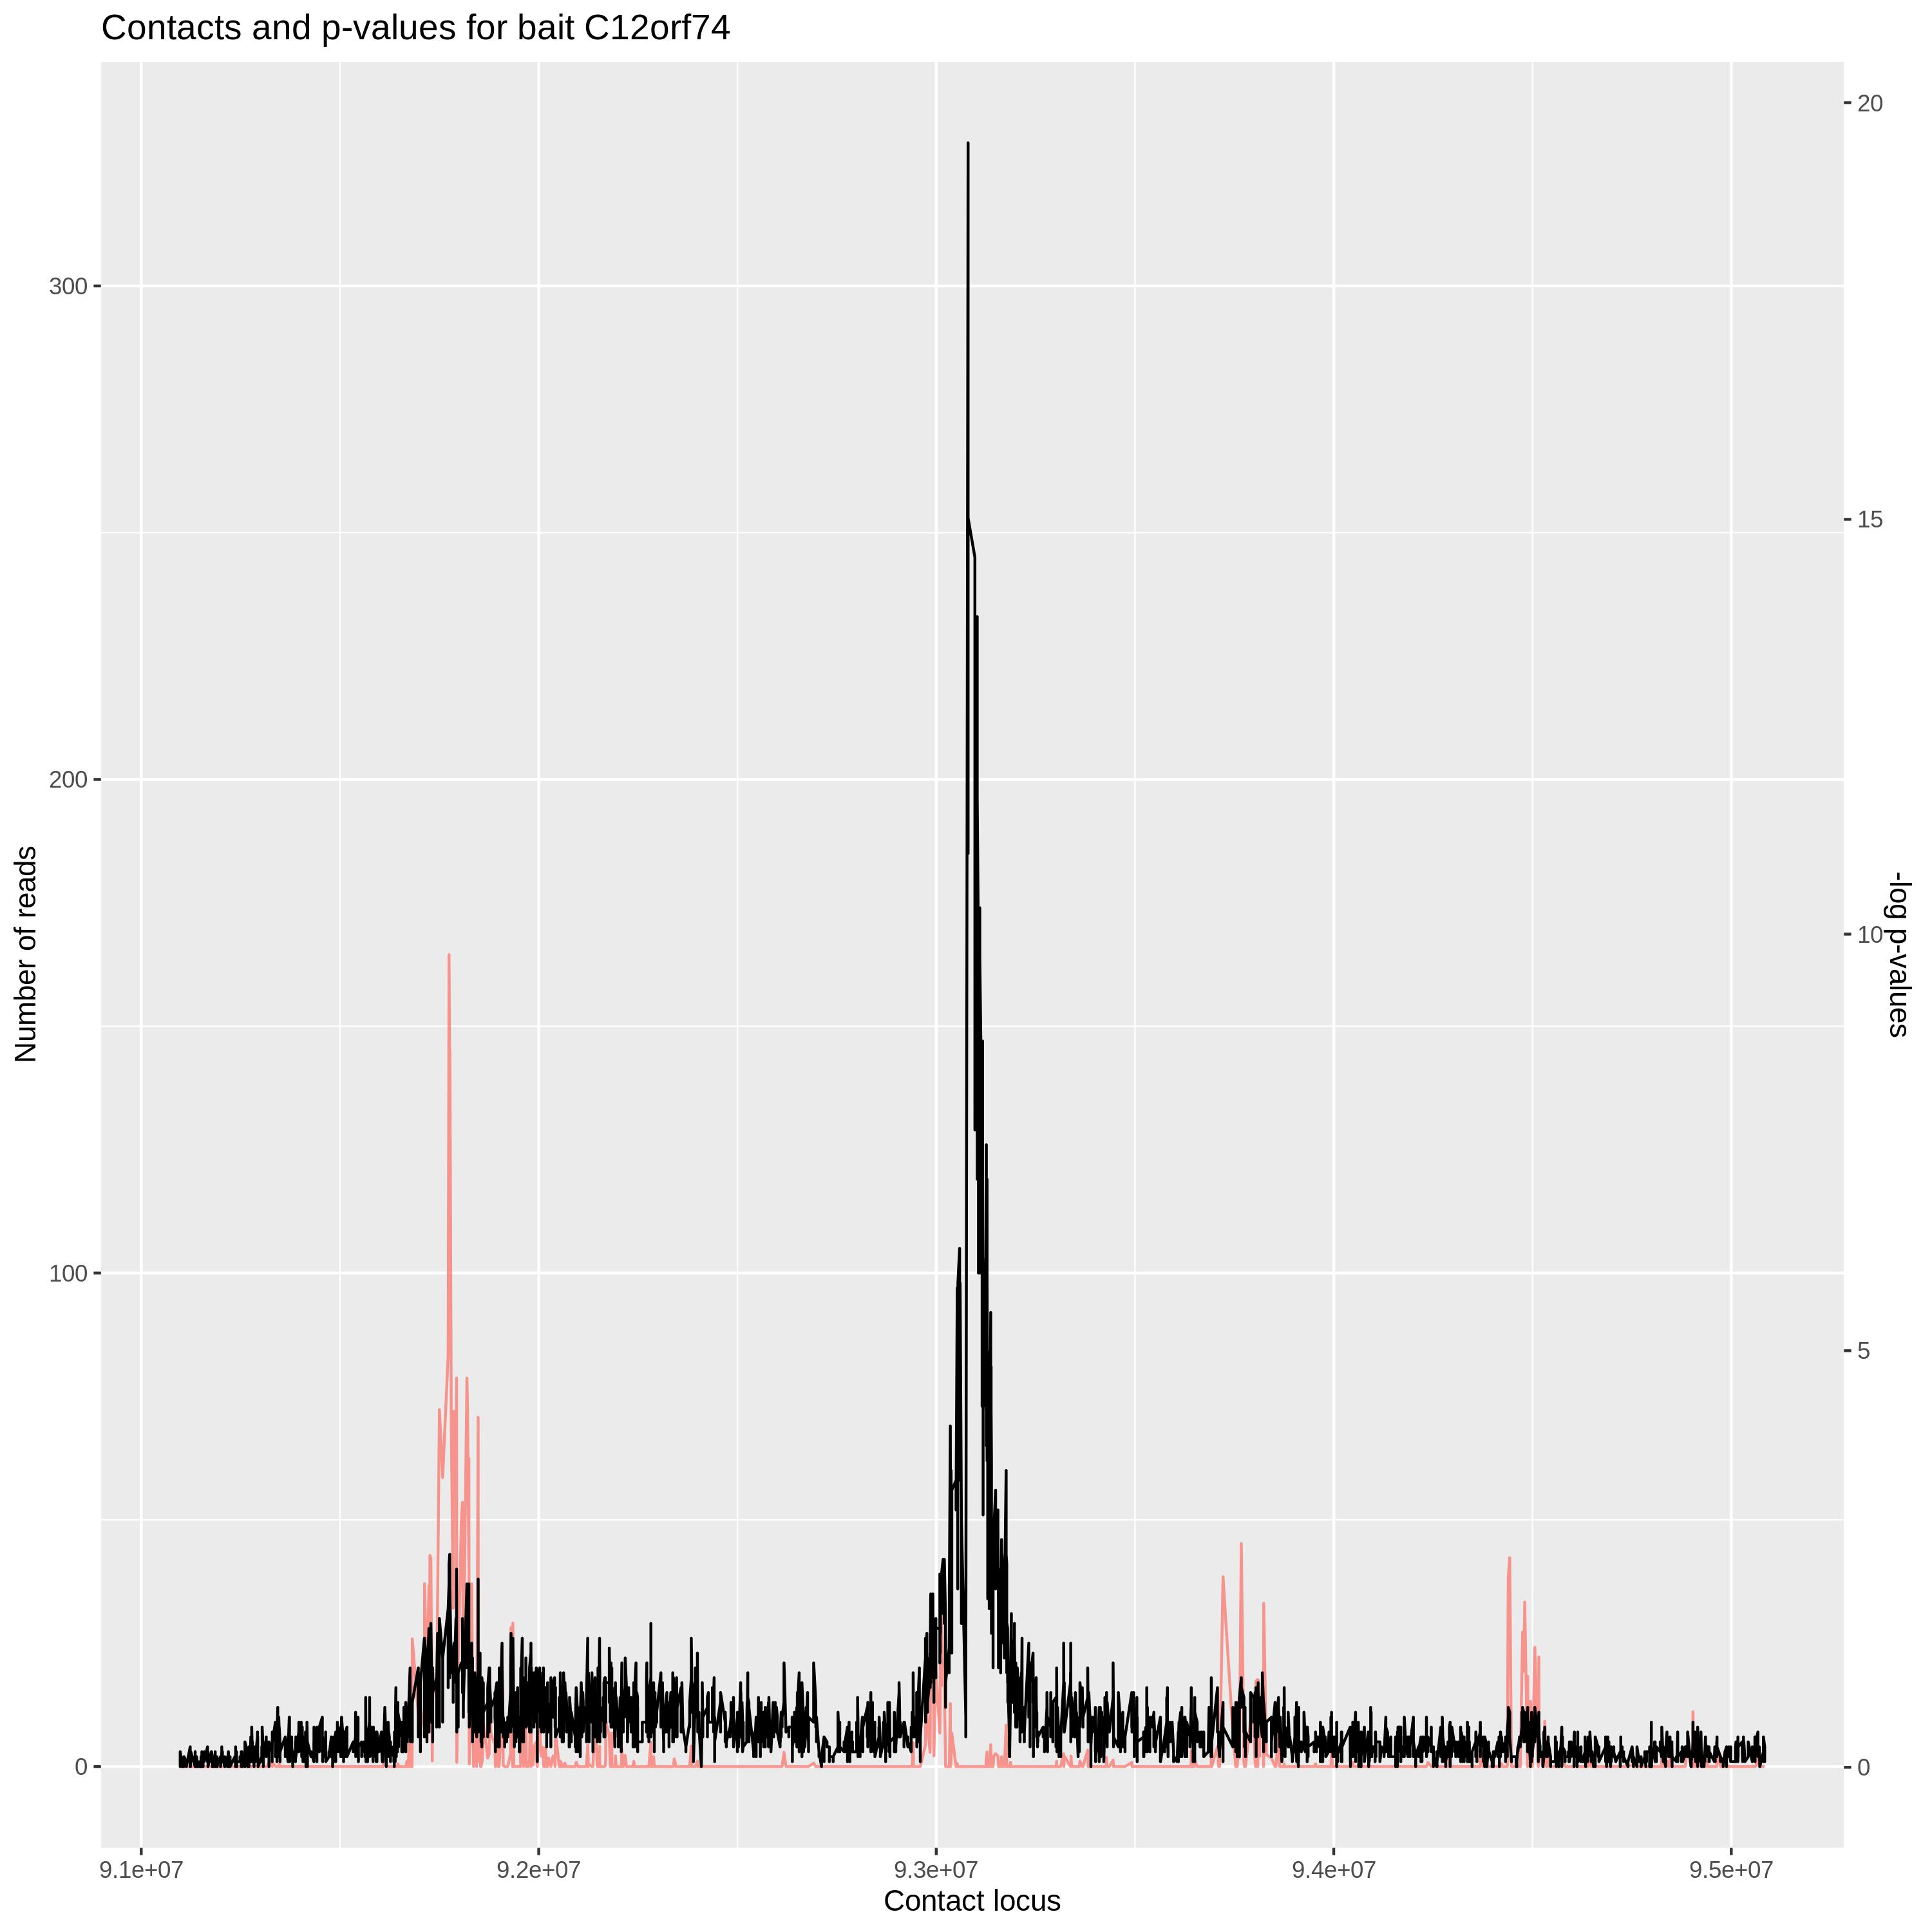 Contacts and p-values for bait C12orf74
20
300
15
200
10
Number of reads
-log p-values
100
5
0
0
9.1e+07
9.2e+07
9.3e+07
9.4e+07
9.5e+07
Contact locus